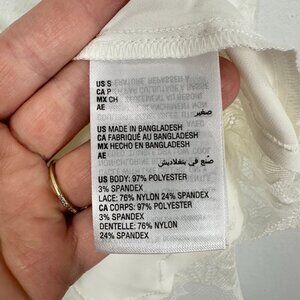 US S
CA P
MX CH
AE
صغير
US MADE IN BANGLADESH
CA FABRIQUÉ AU BANGLADESH
MX HECHO EN BANGLADESH
AE
صنع في بنغلاديش
US BODY: 97% POLYESTER
3% SPANDEX
LACE: 76% NYLON 24% SPANDEX
CA CORPS: 97% POLYESTER
3% SPANDEX
DENTELLE: 76% NYLON
24% SPANDEX